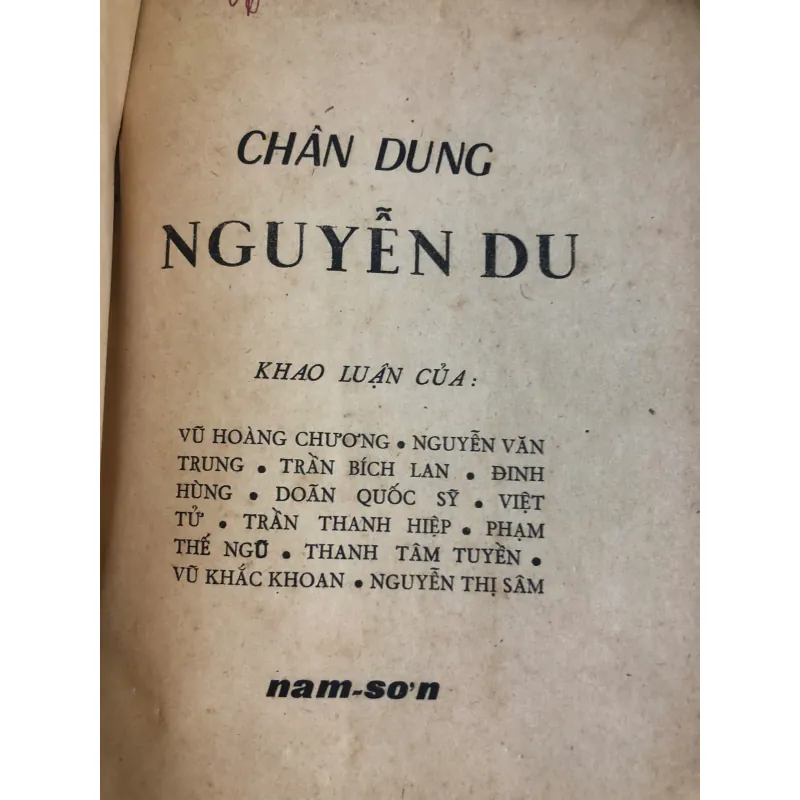 CHÂN DUNG
NGUYỄN DU
KHAO LUẬN CỦA:
VŨ HOÀNG CHƯƠNG • NGUYỄN VĂN
TRUNG • TRẦN BÍCH LAN • ĐINH
HÙNG • DOÃN QUỐC SỸ • VIỆT
TỬ • TRẦN THANH HIỆP • PHẠM
THẾ NGŨ • THANH TÂM TUYỀN •
VŨ KHẮC KHOAN • NGUYỄN THỊ SÂM
nam-sơn